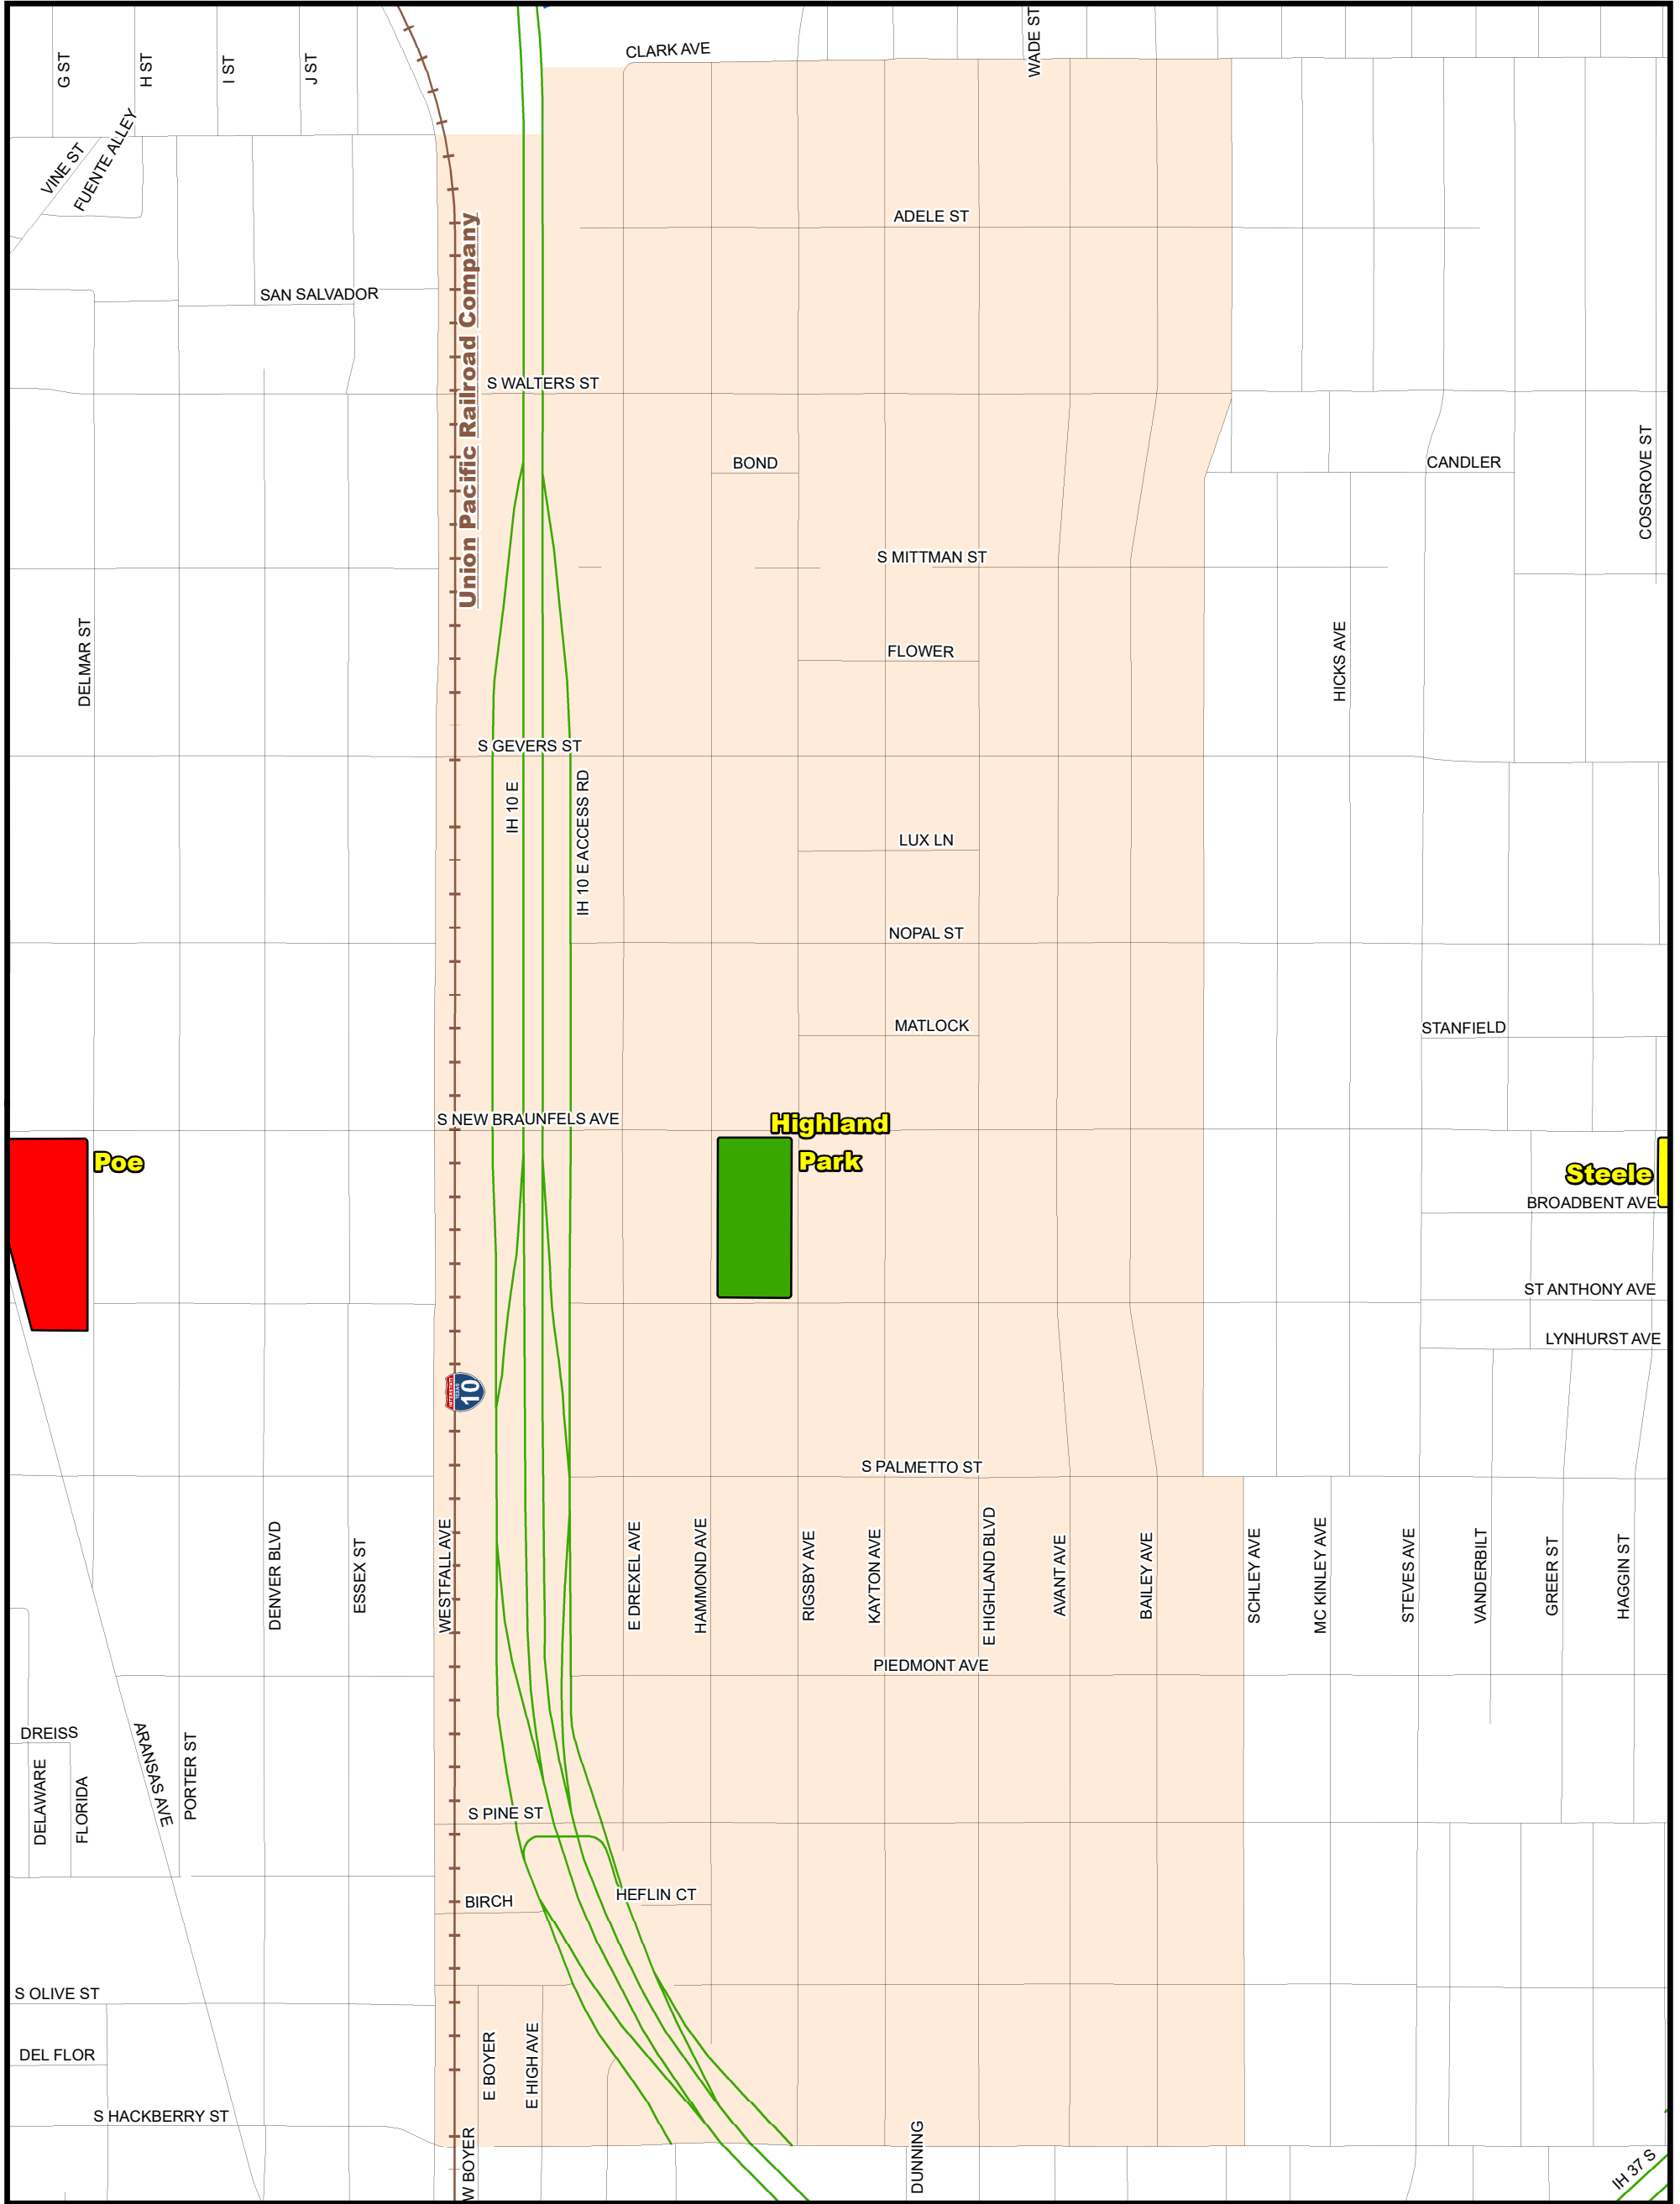 CLARK AVE
WADE ST
G ST
H ST
I ST
J ST
VINE ST
FUENTE ALLEY
ADELE ST
SAN SALVADOR
Union Pacific Railroad Company
S WALTERS ST
BOND
CANDLER
COSGROVE ST
S MITTMAN ST
DELMAR ST
FLOWER
HICKS AVE
S GEVERS ST
IH 10 E
IH 10 E ACCESS RD
LUX LN
NOPAL ST
MATLOCK
STANFIELD
S NEW BRAUNFELS AVE
Highland
Park
Poe
Steele
BROADBENT AVE
ST ANTHONY AVE
LYNHURST AVE
INTERSTATE
TEXAS
10
S PALMETTO ST
DENVER BLVD
ESSEX ST
WESTFALL AVE
E DREXEL AVE
HAMMOND AVE
RIGSBY AVE
KAYTON AVE
E HIGHLAND BLVD
AVANT AVE
BAILEY AVE
SCHLEY AVE
MC KINLEY AVE
STEVES AVE
VANDERBILT
GREER ST
HAGGIN ST
PIEDMONT AVE
DREISS
DELAWARE
FLORIDA
ARANSAS AVE
PORTER ST
S PINE ST
BIRCH
HEFLIN CT
S OLIVE ST
DEL FLOR
E BOYER
E HIGH AVE
S HACKBERRY ST
W BOYER
DUNNING
IH 37 S